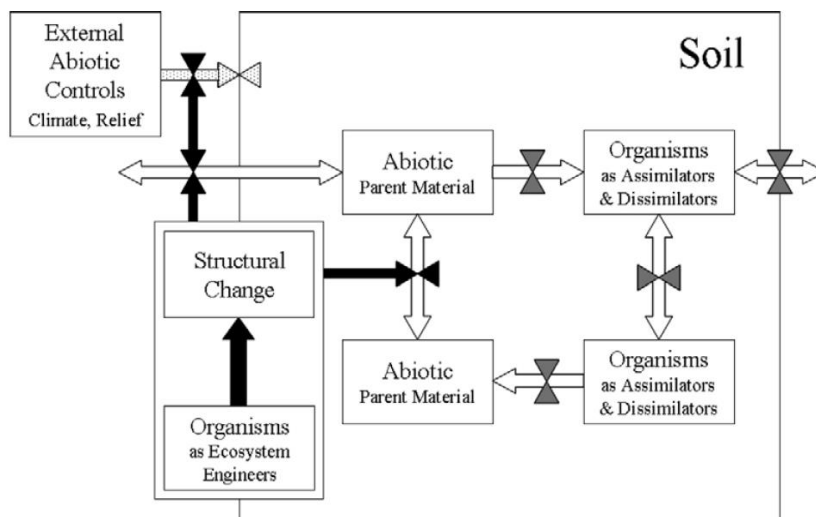 External
Abiotic
Controls
Climate, Relief
Soil
Abiotic
Parent Material
Organisms
as Assimilators
& Dissimilators
Structural
Change
Abiotic
Parent Material
Organisms
as Assimilators
& Dissimilators
Organisms
as Ecosystem
Engineers